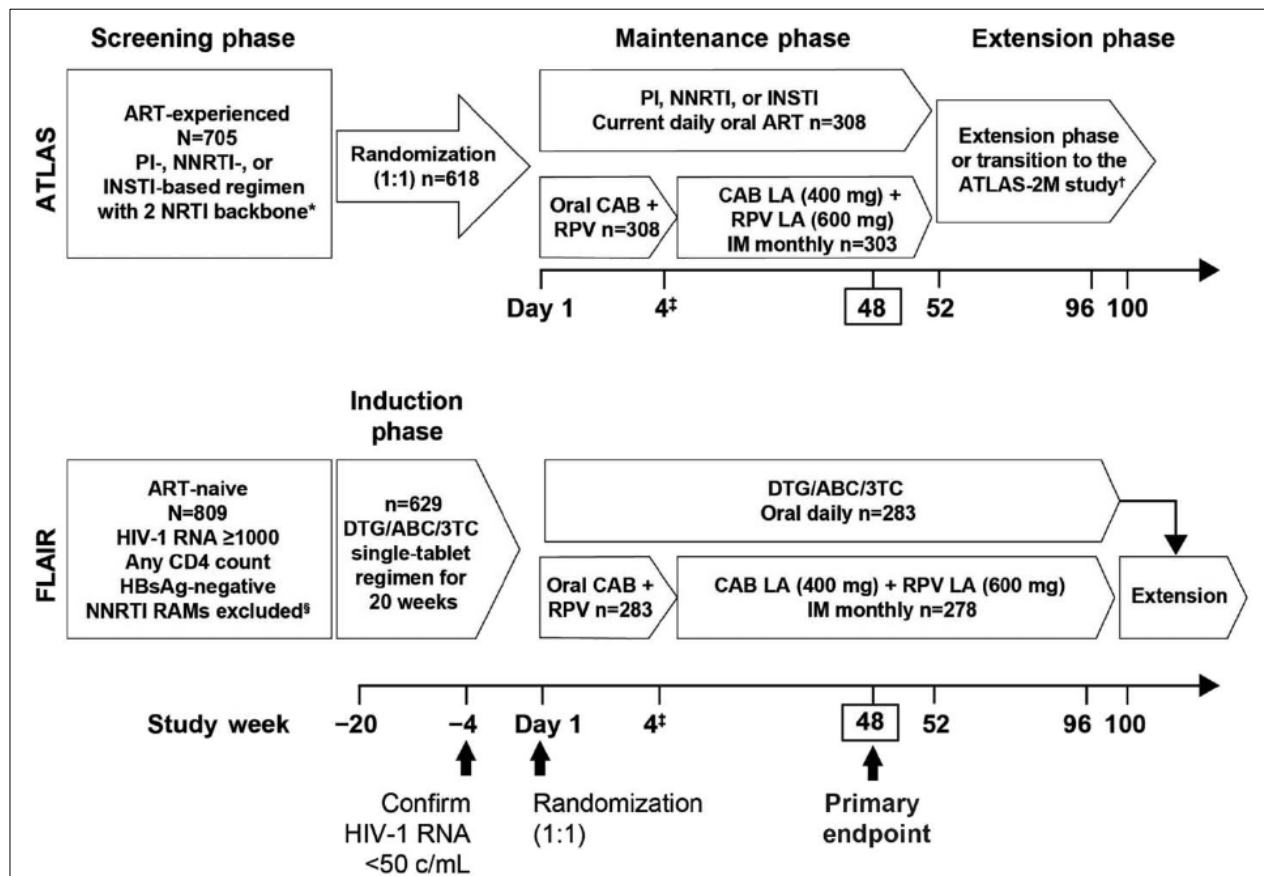 Screening phase
Maintenance phase
Extension phase
ATLAS
ART-experienced
N=705
PI-, NNRTI-, or
INSTI-based regimen
with 2 NRTI backbone*
Randomization
(1:1) n=618
PI, NNRTI, or INSTI
Current daily oral ART n=308
Oral CAB +
RPV n=308
CAB LA (400 mg) +
RPV LA (600 mg)
IM monthly n=303
Extension phase
or transition to the
ATLAS-2M study†
Day 1 4‡ 48 52 96 100
Induction
phase
FLAIR
ART-naive
N=809
HIV-1 RNA ≥1000
Any CD4 count
HBsAg-negative
NNRTI RAMs excluded§
n=629
DTG/ABC/3TC
single-tablet
regimen for
20 weeks
DTG/ABC/3TC
Oral daily n=283
Oral CAB +
RPV n=283
CAB LA (400 mg) + RPV LA (600 mg)
IM monthly n=278
Extension
Study week −20 −4 Day 1 4‡ 48 52 96 100
Confirm
HIV-1 RNA
<50 c/mL
Randomization
(1:1)
Primary
endpoint